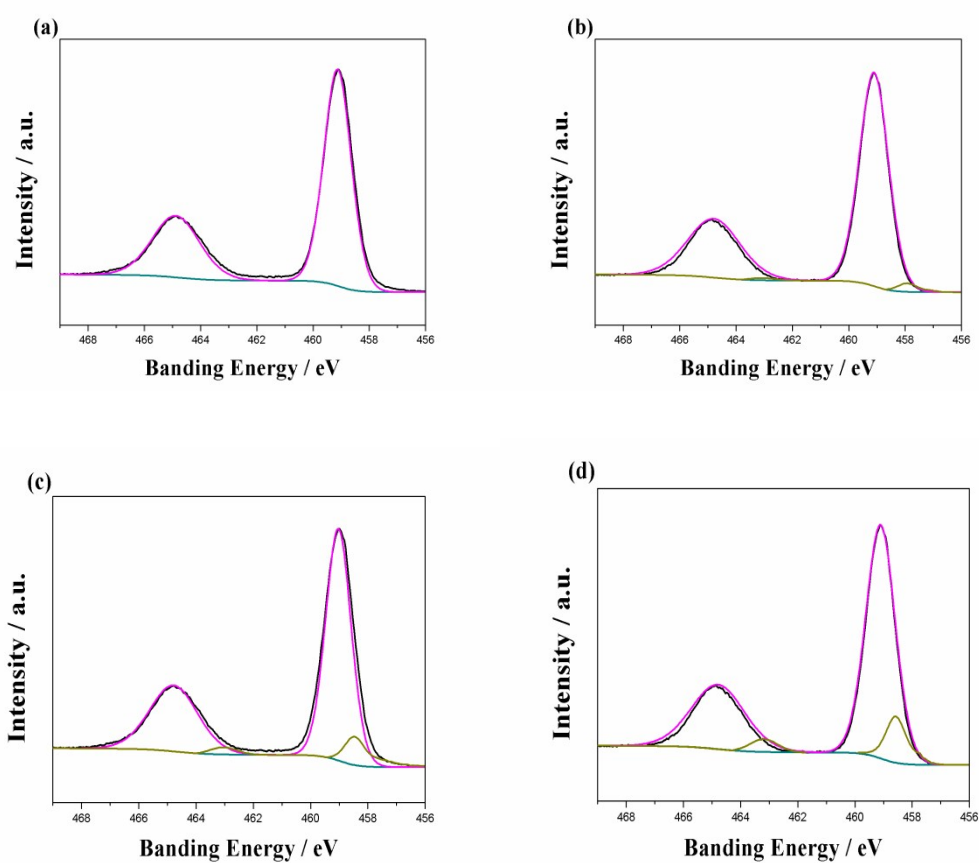 (a)
Intensity / a.u.
468 466 464 462 460 458 456
Banding Energy / eV
(b)
Intensity / a.u.
468 466 464 462 460 458 456
Banding Energy / eV
(c)
Intensity / a.u.
468 466 464 462 460 458 456
Banding Energy / eV
(d)
Intensity / a.u.
468 466 464 462 460 458 456
Banding Energy / eV